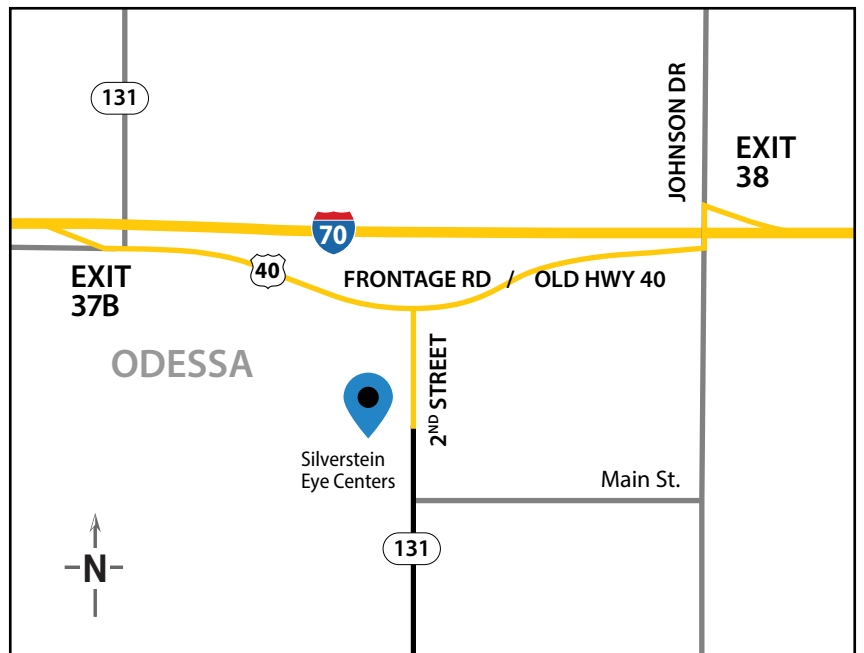 131
JOHNSON DR
EXIT
38
70
EXIT
37B
40
FRONTAGE RD / OLD HWY 40
ODESSA
2ND STREET
Silverstein
Eye Centers
Main St.
131
N